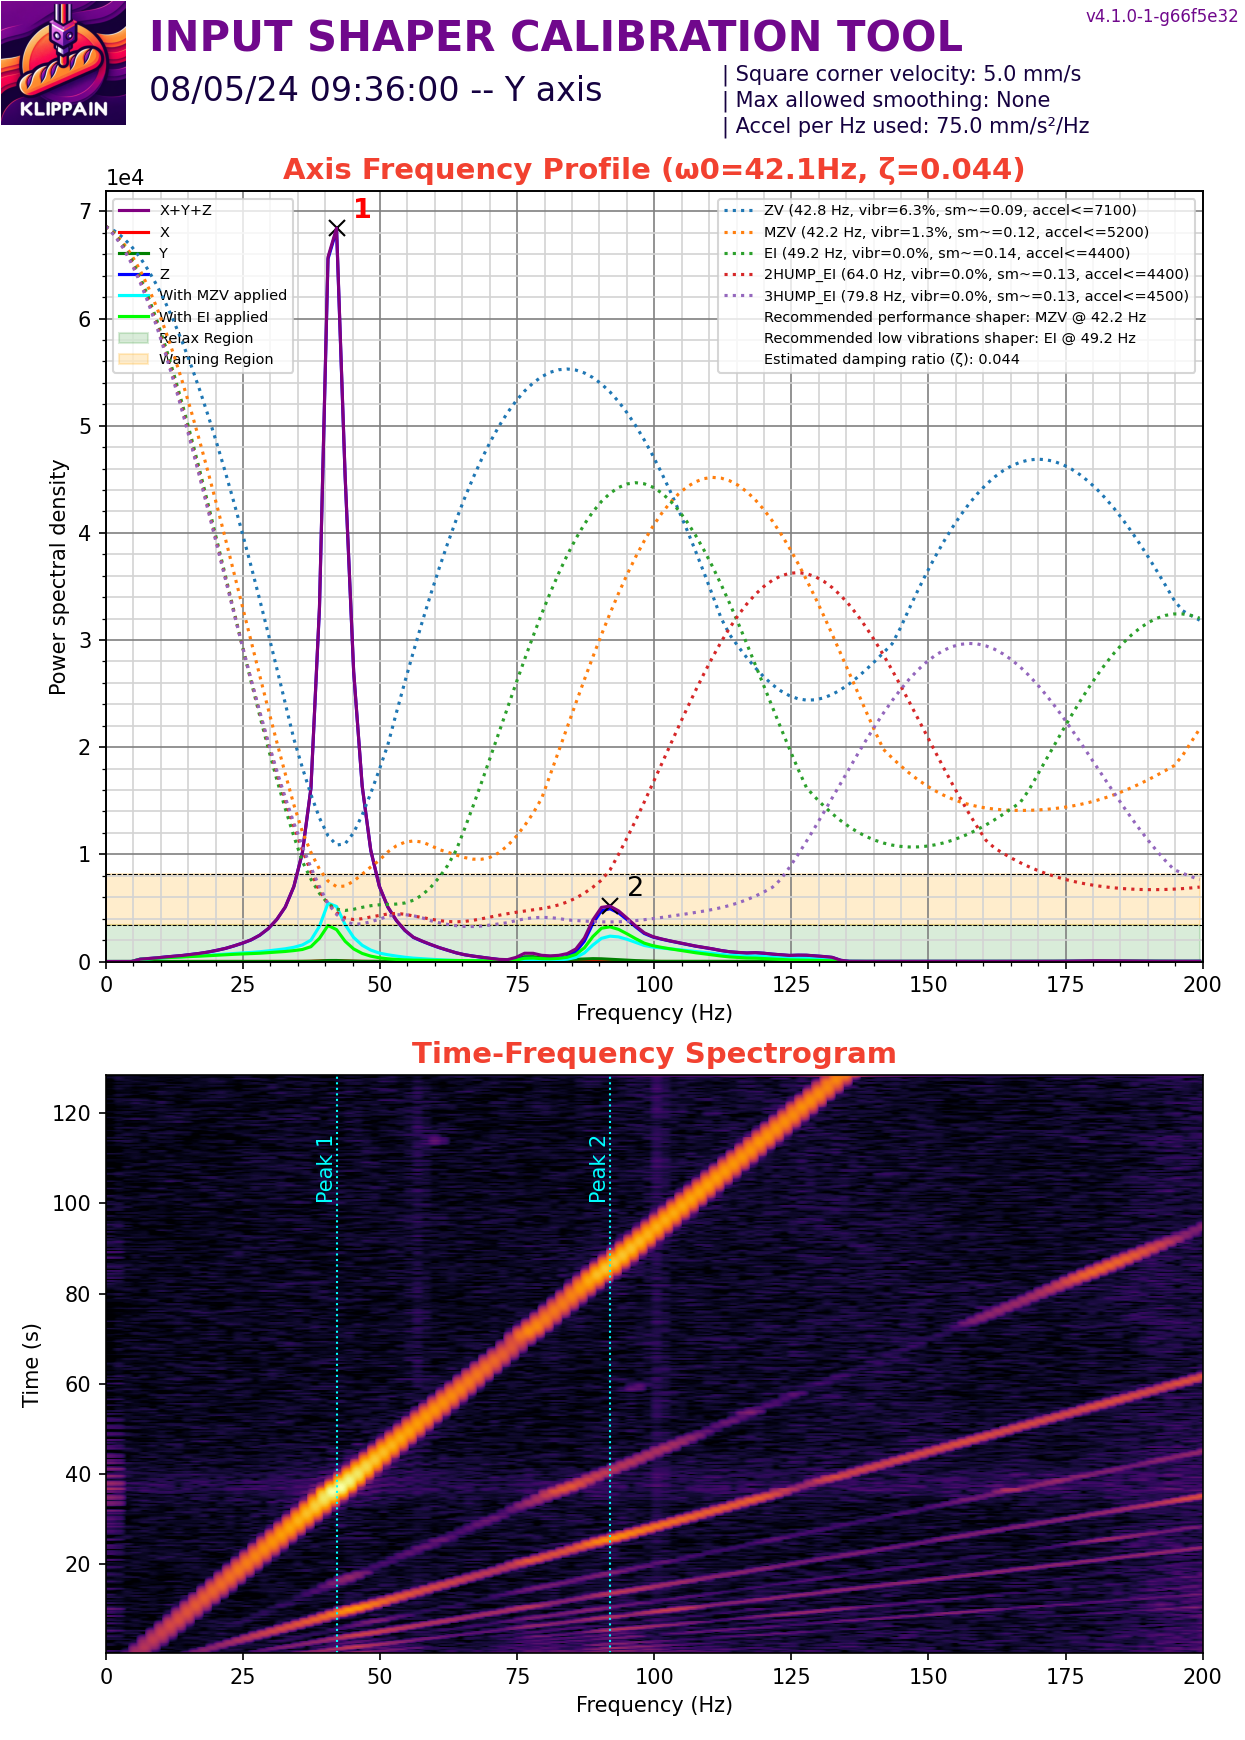 v4.1.0-1-g66f5e32
INPUT SHAPER CALIBRATION TOOL
08/05/24 09:36:00 -- Y axis
| Square corner velocity: 5.0 mm/s
| Max allowed smoothing: None
| Accel per Hz used: 75.0 mm/s²/Hz
KLIPPAIN
Axis Frequency Profile (ω0=42.1Hz, ζ=0.044)
1e4
X+Y+Z
X
Y
Z
With MZV applied
With EI applied
Relax Region
Warning Region
1
ZV (42.8 Hz, vibr=6.3%, sm~=0.09, accel<=7100)
MZV (42.2 Hz, vibr=1.3%, sm~=0.12, accel<=5200)
EI (49.2 Hz, vibr=0.0%, sm~=0.14, accel<=4400)
2HUMP_EI (64.0 Hz, vibr=0.0%, sm~=0.13, accel<=4400)
3HUMP_EI (79.8 Hz, vibr=0.0%, sm~=0.13, accel<=4500)
Recommended performance shaper: MZV @ 42.2 Hz
Recommended low vibrations shaper: EI @ 49.2 Hz
Estimated damping ratio (ζ): 0.044
7
6
5
4
3
2
1
0
Power spectral density
2
0 25 50 75 100 125 150 175 200
Frequency (Hz)
Time-Frequency Spectrogram
120
100
80
60
40
20
Time (s)
Peak 1
Peak 2
0 25 50 75 100 125 150 175 200
Frequency (Hz)